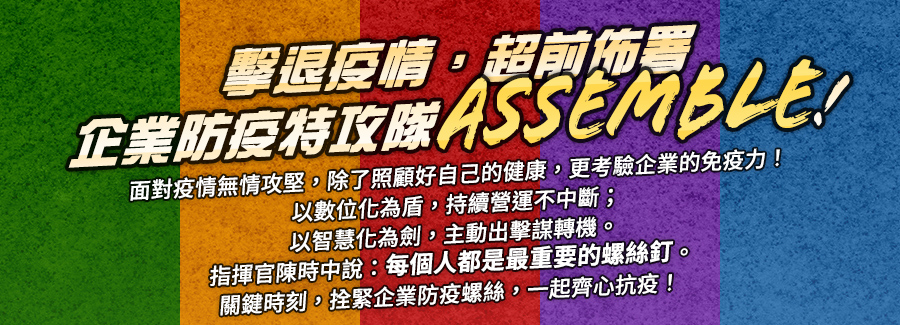 擊退疫情，超前佈署
企業防疫特攻隊ASSEMBLE!
面對疫情無情攻堅，除了照顧好自己的健康，更考驗企業的免疫力！
以數位化為盾，持續營運不中斷；
以智慧化為劍，主動出擊謀轉機。
指揮官陳時中說：每個人都是最重要的螺絲釘。
關鍵時刻，拴緊企業防疫螺絲，一起齊心抗疫！